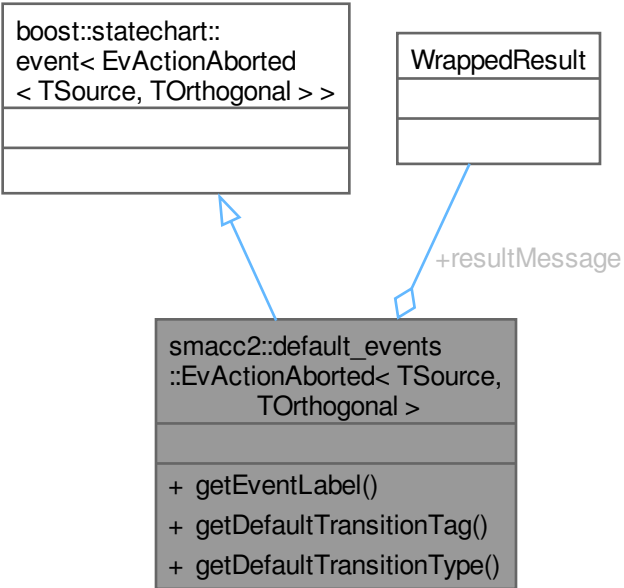 boost::statechart::
event< EvActionAborted
< TSource, TOrthogonal > >
WrappedResult
+resultMessage
smacc2::default_events
::EvActionAborted< TSource,
TOrthogonal >
+ getEventLabel()
+ getDefaultTransitionTag()
+ getDefaultTransitionType()